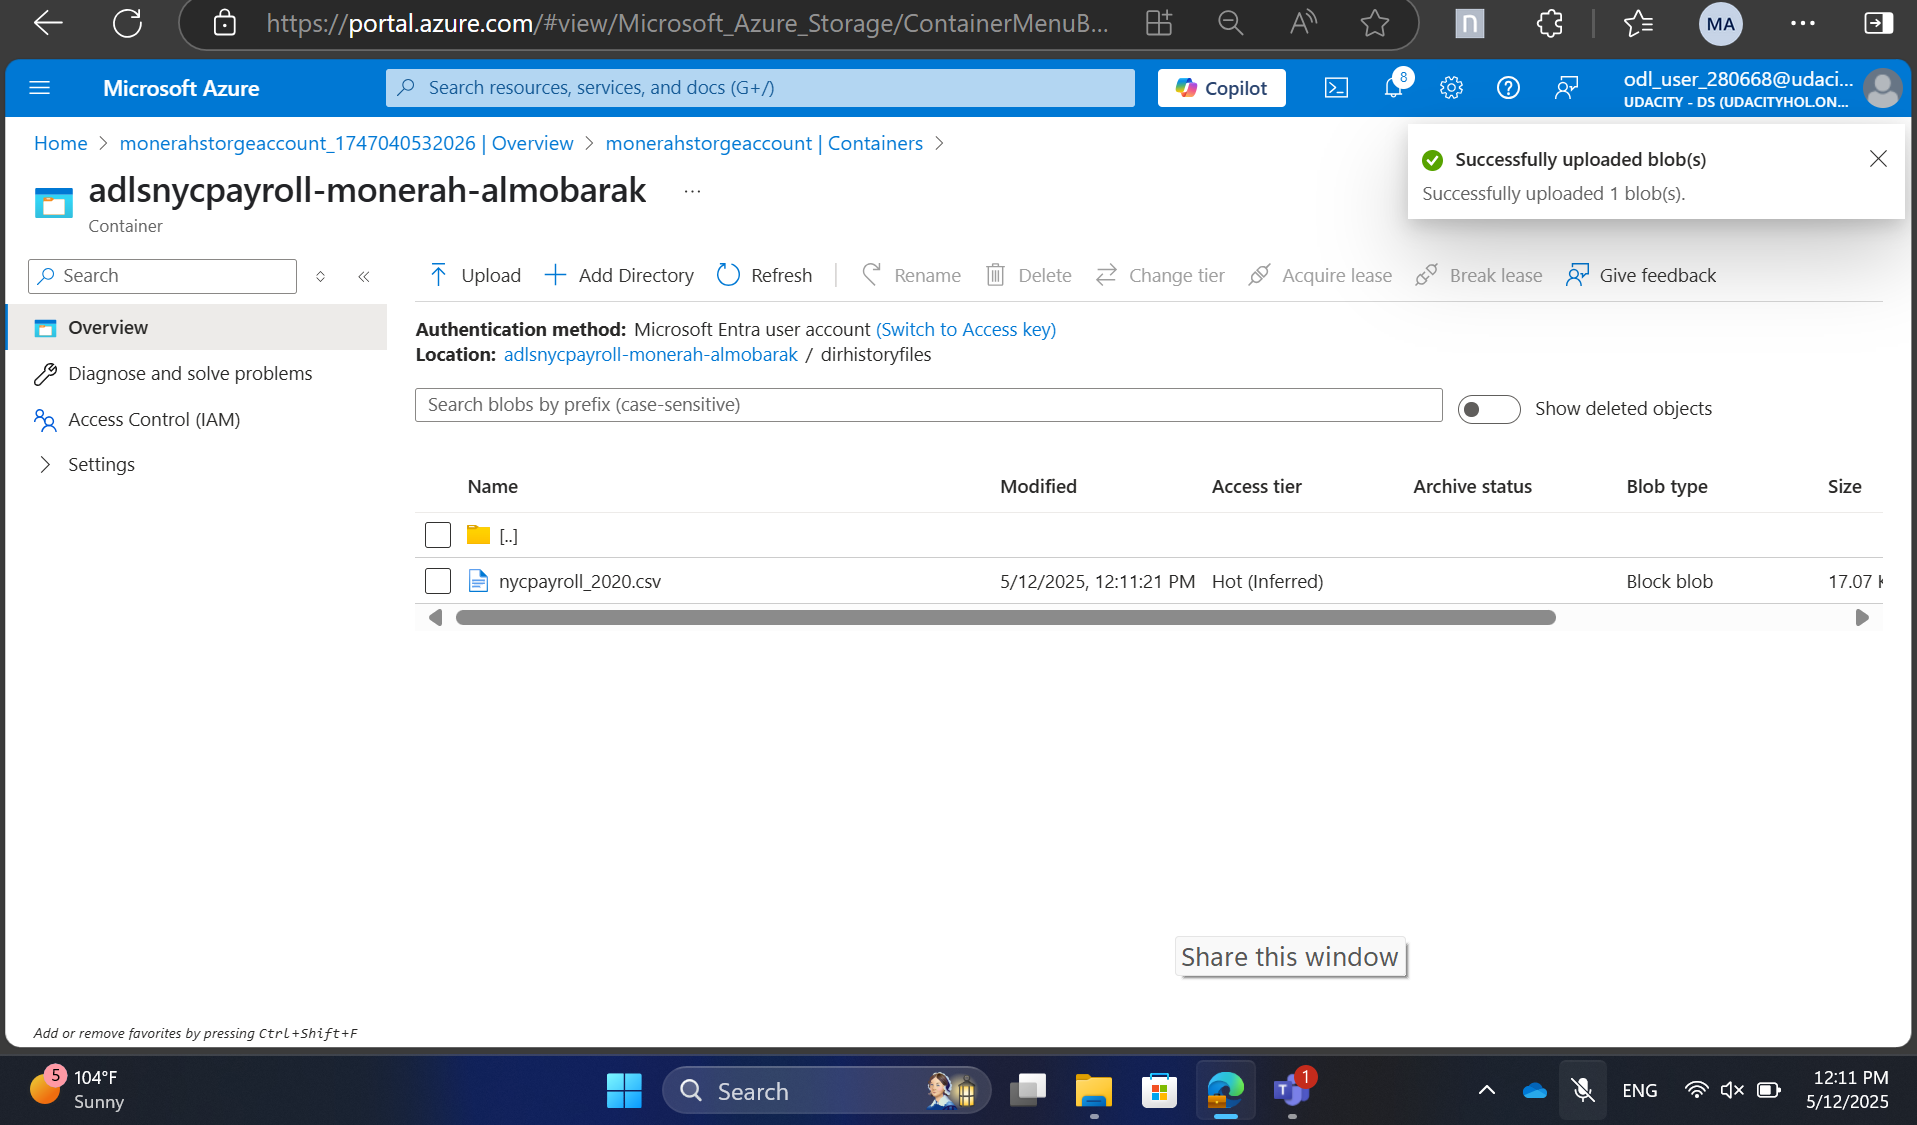 https://portal.azure.com/#view/Microsoft_Azure_Storage/ContainerMenuB...
MA
Microsoft Azure
Search resources, services, and docs (G+/)
Copilot
8
odl_user_280668@udaci...
UDACITY - DS (UDACITYHOL.ON...
Home > monerahstorgeaccount_1747040532026 | Overview > monerahstorgeaccount | Containers >
Successfully uploaded blob(s)
Successfully uploaded 1 blob(s).
adlsnycpayroll-monerah-almobarak ...
Container
Search
Upload Add Directory Refresh Rename Delete Change tier Acquire lease Break lease Give feedback
Overview
Diagnose and solve problems
Access Control (IAM)
Settings
Authentication method: Microsoft Entra user account (Switch to Access key)
Location: adlsnycpayroll-monerah-almobarak / dirhistoryfiles
Search blobs by prefix (case-sensitive)
Show deleted objects
Name Modified Access tier Archive status Blob type Size
[..]
nycpayroll_2020.csv 5/12/2025, 12:11:21 PM Hot (Inferred) Block blob 17.07
Share this window
Add or remove favorites by pressing Ctrl+Shift+F
5
104°F
Sunny
Search
1
ENG
12:11 PM
5/12/2025